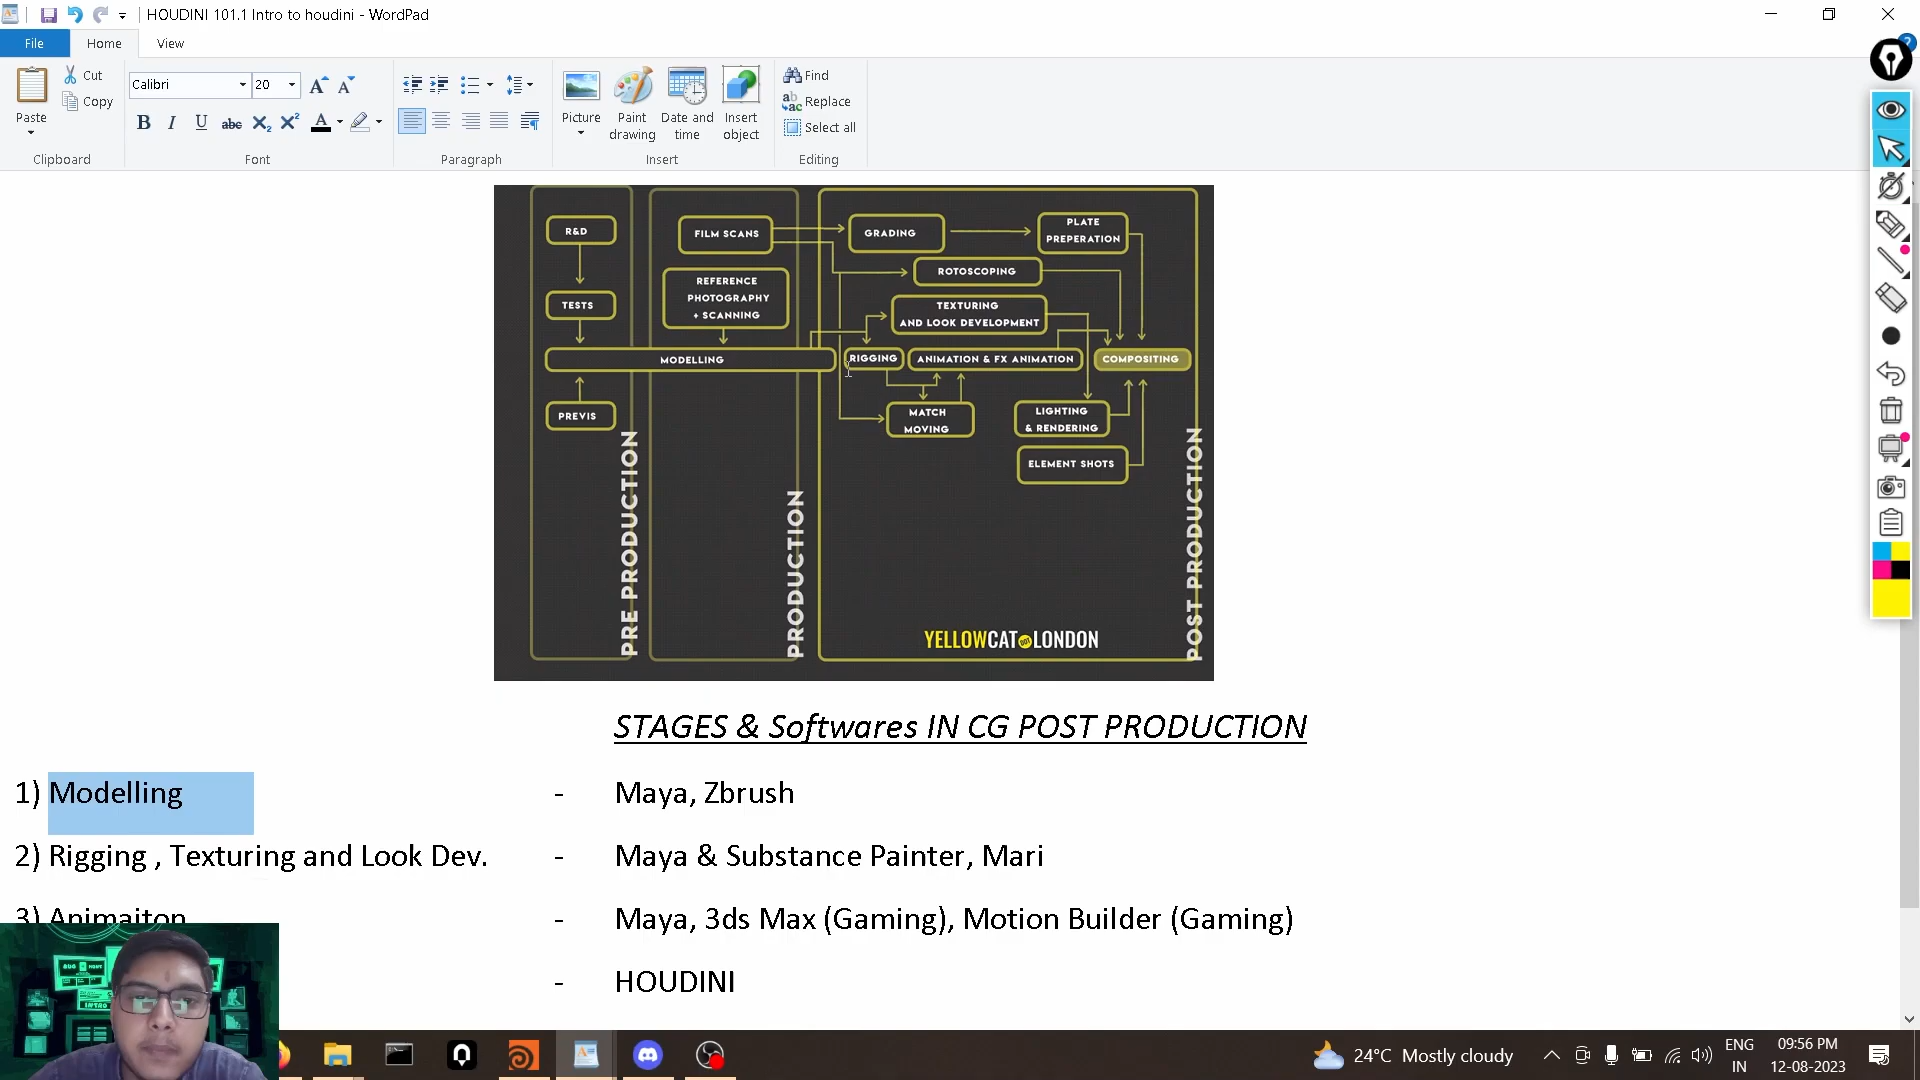 HOUDINI 101.1 Intro to houdini - WordPad
File Home View
Cut
Copy
Paste
Calibri 20
B I U abc X₂ X² A
Picture
Paint drawing
Date and time
Insert object
Find
Replace
Select all
Clipboard Font Paragraph Insert Editing
R&D
TESTS
PREVIS
MODELLING
PRE PRODUCTION
FILM SCANS
REFERENCE
PHOTOGRAPHY
+ SCANNING
PRODUCTION
GRADING
PLATE
PREPERATION
ROTOSCOPING
TEXTURING
AND LOOK DEVELOPMENT
RIGGING
ANIMATION & FX ANIMATION
COMPOSITING
MATCH
MOVING
LIGHTING
& RENDERING
ELEMENT SHOTS
POST PRODUCTION
YELLOWCAT DOT LONDON
STAGES & Softwares IN CG POST PRODUCTION
1) Modelling - Maya, Zbrush
2) Rigging , Texturing and Look Dev. - Maya & Substance Painter, Mari
3) Animaiton - Maya, 3ds Max (Gaming), Motion Builder (Gaming)
- HOUDINI
INTRO
24°C Mostly cloudy
ENG
IN
09:56 PM
12-08-2023